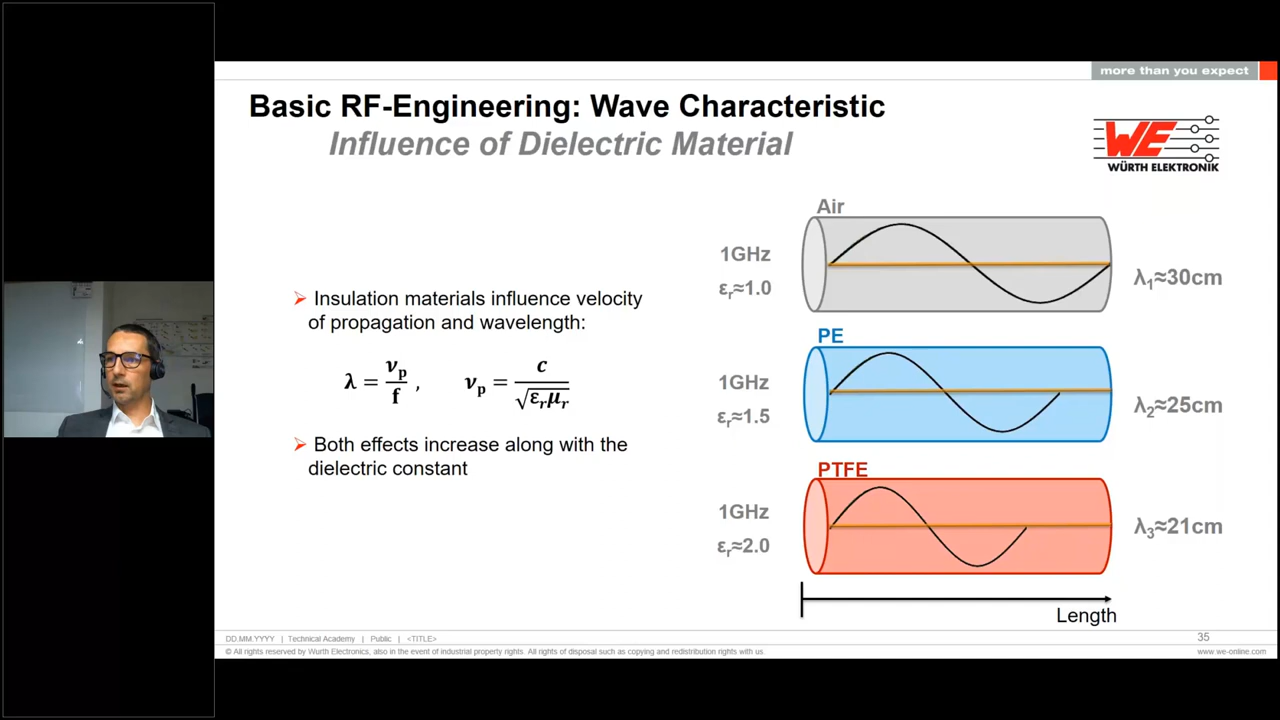 more than you expect
Basic RF-Engineering: Wave Characteristic
Influence of Dielectric Material
WE
WÜRTH ELEKTRONIK
➤ Insulation materials influence velocity
of propagation and wavelength:
λ = νp/f , νp = c/√εrμr
➤ Both effects increase along with the
dielectric constant
Air
1GHz
εr≈1.0
λ1≈30cm
PE
1GHz
εr≈1.5
λ2≈25cm
PTFE
1GHz
εr≈2.0
λ3≈21cm
Length
DD.MM.YYYY | Technical Academy | Public | <TITLE>
35
© All rights reserved by Wurth Electronics, also in the event of industrial property rights. All rights of disposal such as copying and redistribution rights with us.
www.we-online.com